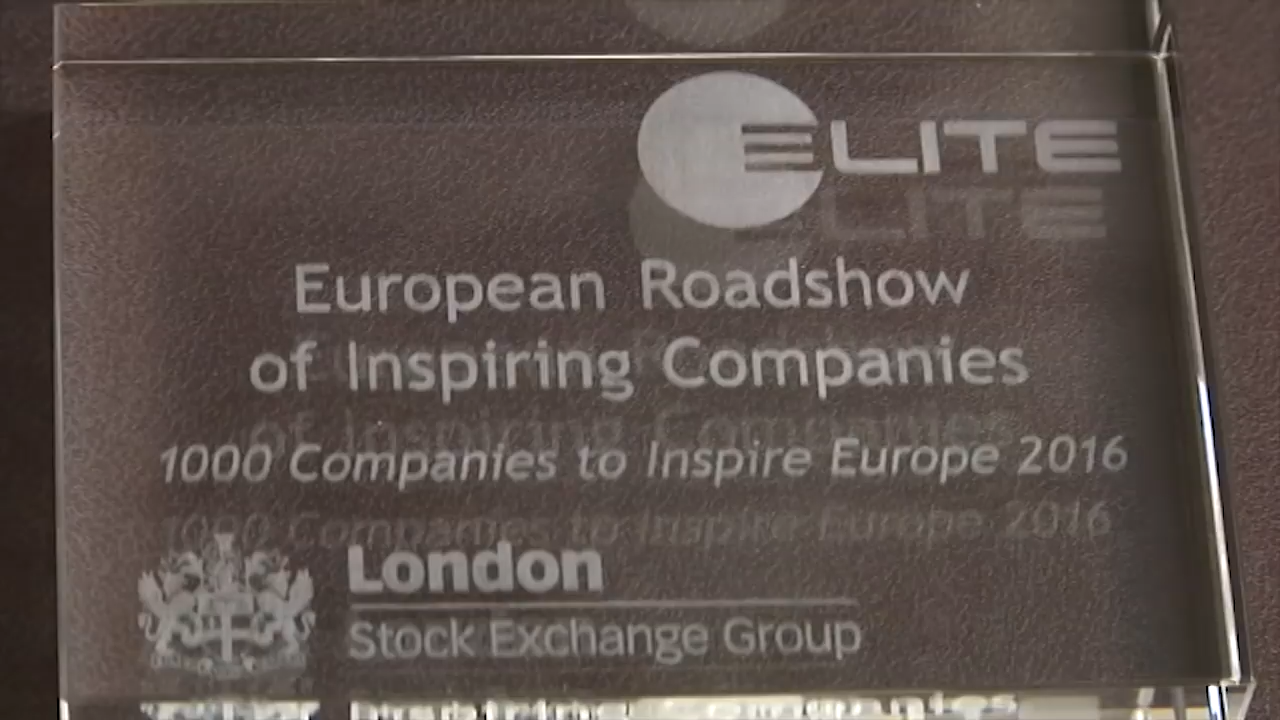 ELITE
European Roadshow
of Inspiring Companies
1000 Companies to Inspire Europe 2016
London
Stock Exchange Group